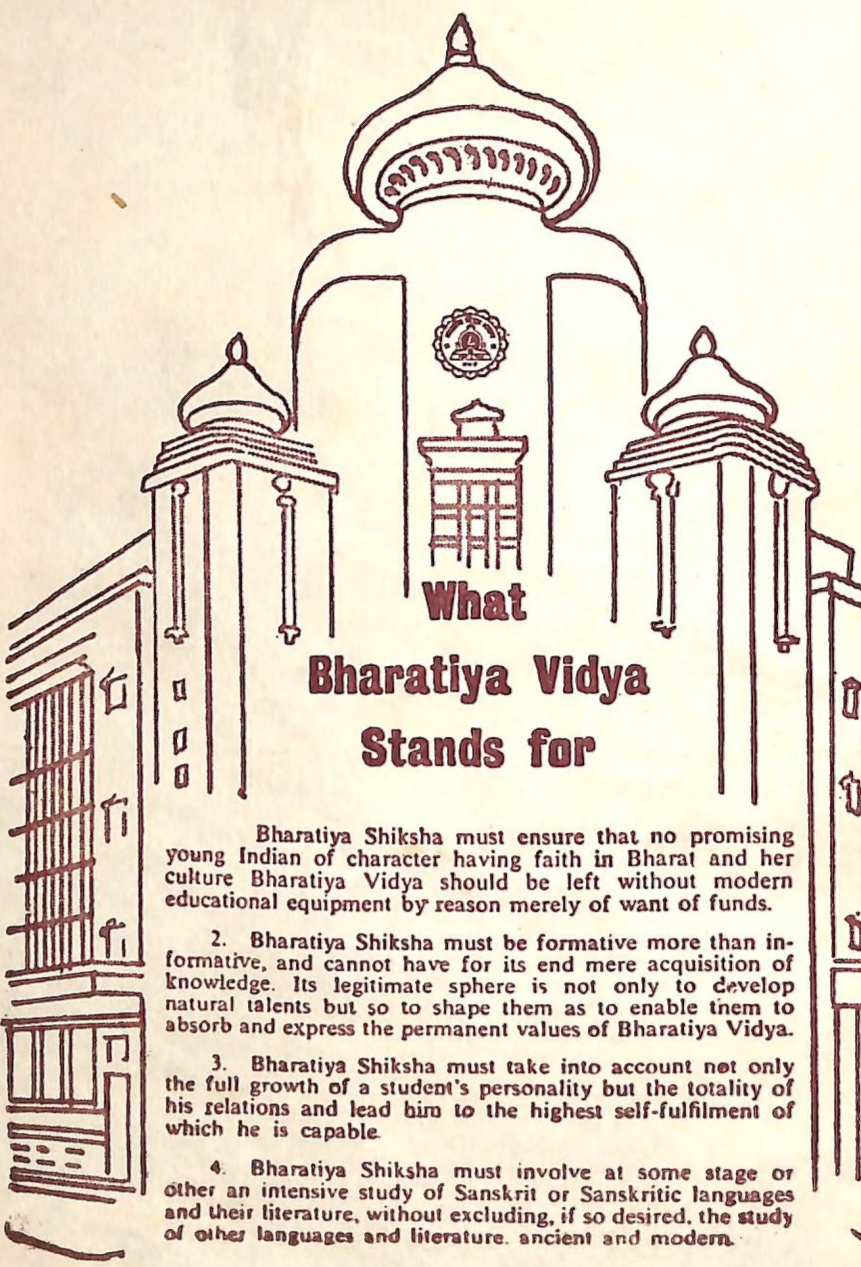 What
Bharatiya Vidya
Stands for
Bharatiya Shiksha must ensure that no promising
young Indian of character having faith in Bharat and her
culture Bharatiya Vidya should be left without modern
educational equipment by reason merely of want of funds.
2. Bharatiya Shiksha must be formative more than in-
formative, and cannot have for its end mere acquisition of
knowledge. Its legitimate sphere is not only to develop
natural talents but so to shape them as to enable them to
absorb and express the permanent values of Bharatiya Vidya.
3. Bharatiya Shiksha must take into account not only
the full growth of a student's personality but the totality of
his relations and lead him to the highest self-fulfilment of
which he is capable.
4. Bharatiya Shiksha must involve at some stage or
other an intensive study of Sanskrit or Sanskritic languages
and their literature, without excluding, if so desired, the study
of other languages and literature, ancient and modern.